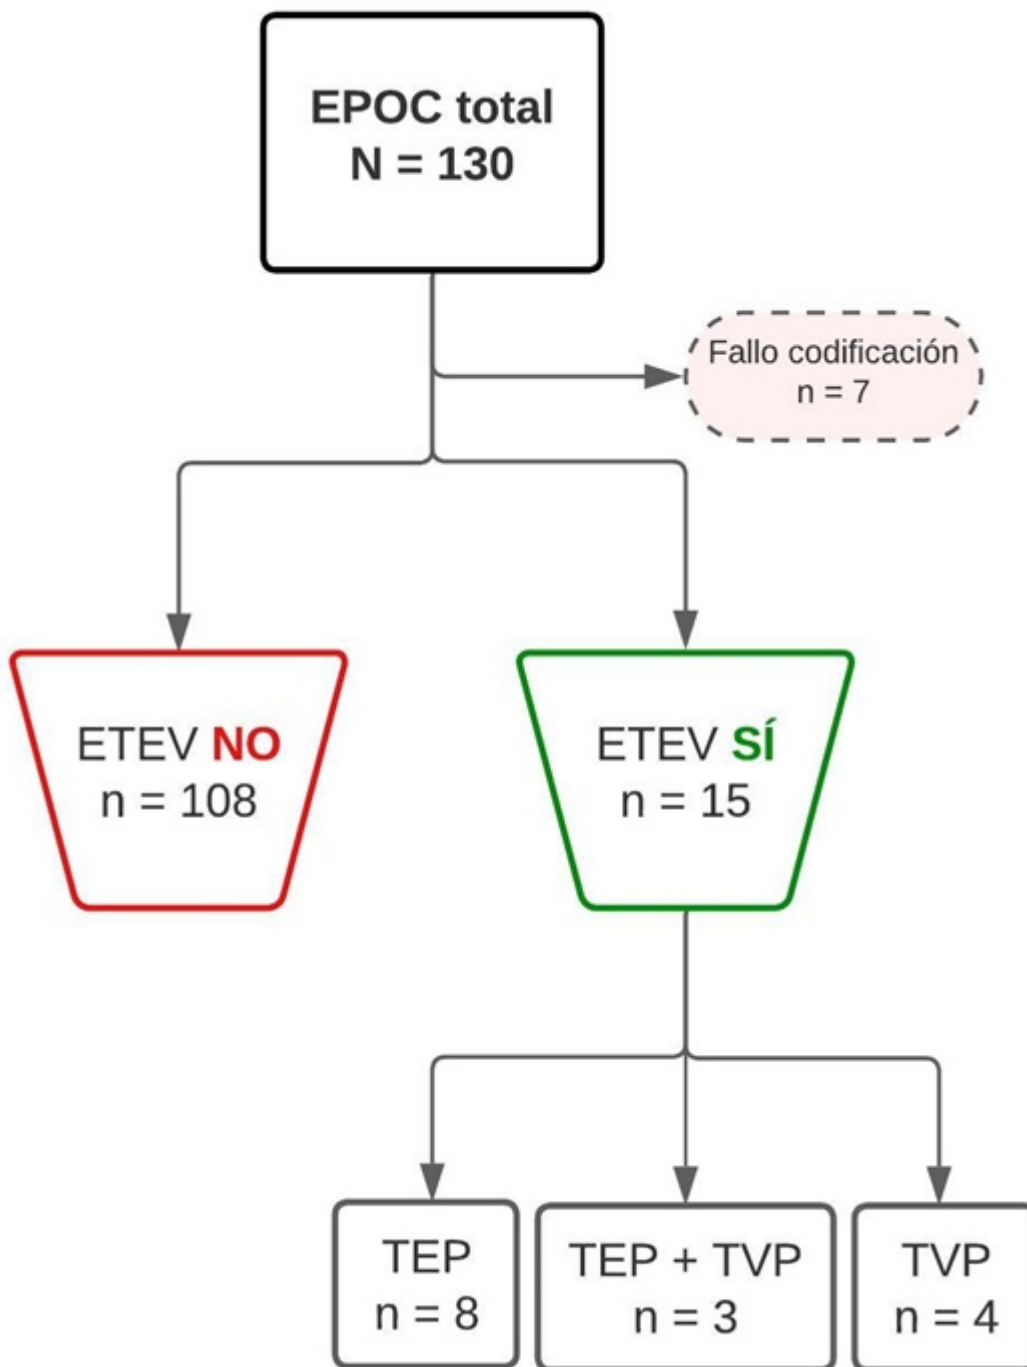 EPOC total
N = 130
Fallo codificación
n = 7
ETEV NO
n = 108
ETEV SÍ
n = 15
TEP
n = 8
TEP + TVP
n = 3
TVP
n = 4